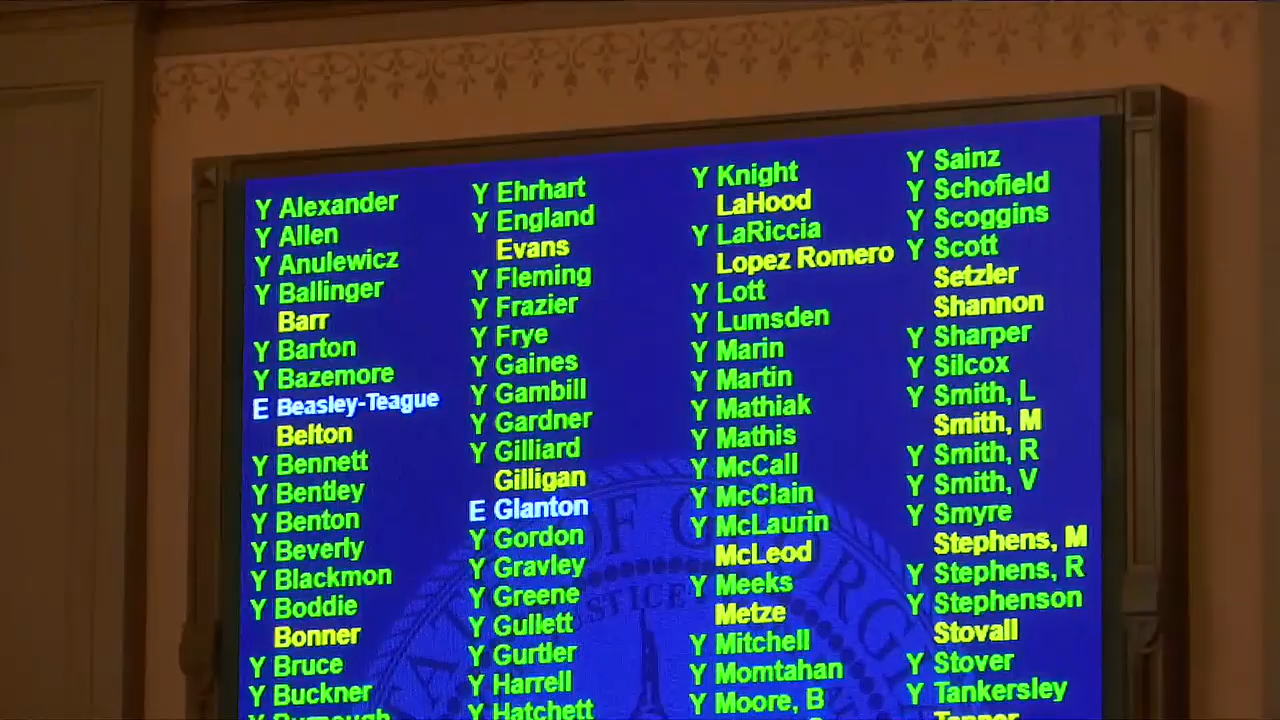 Y Alexander
Y Allen
Y Anulewicz
Y Ballinger
Barr
Y Barton
Y Bazemore
E Beasley-Teague
Belton
Y Bennett
Y Bentley
Y Benton
Y Beverly
Y Blackmon
Y Boddie
Bonner
Y Bruce
Y Buckner
Y Ehrhart
Y England
Evans
Y Fleming
Y Frazier
Y Frye
Y Gaines
Y Gambill
Y Gardner
Y Gilliard
Gilligan
E Glanton
Y Gordon
Y Gravley
Y Greene
Y Gullett
Y Gurtler
Y Harrell
Y Hatchett
Y Knight
LaHood
Y LaRiccia
Lopez Romero
Y Lott
Y Lumsden
Y Marin
Y Martin
Y Mathiak
Y Mathis
Y McCall
Y McClain
Y McLaurin
McLeod
Y Meeks
Metze
Y Mitchell
Y Momtahan
Y Moore, B
Y Sainz
Y Schofield
Y Scoggins
Y Scott
Setzler
Shannon
Y Sharper
Y Silcox
Y Smith, L
Smith, M
Y Smith, R
Y Smith, V
Y Smyre
Stephens, M
Y Stephens, R
Y Stephenson
Stovall
Y Stover
Y Tankersley
OF GEORGI
JUSTICE